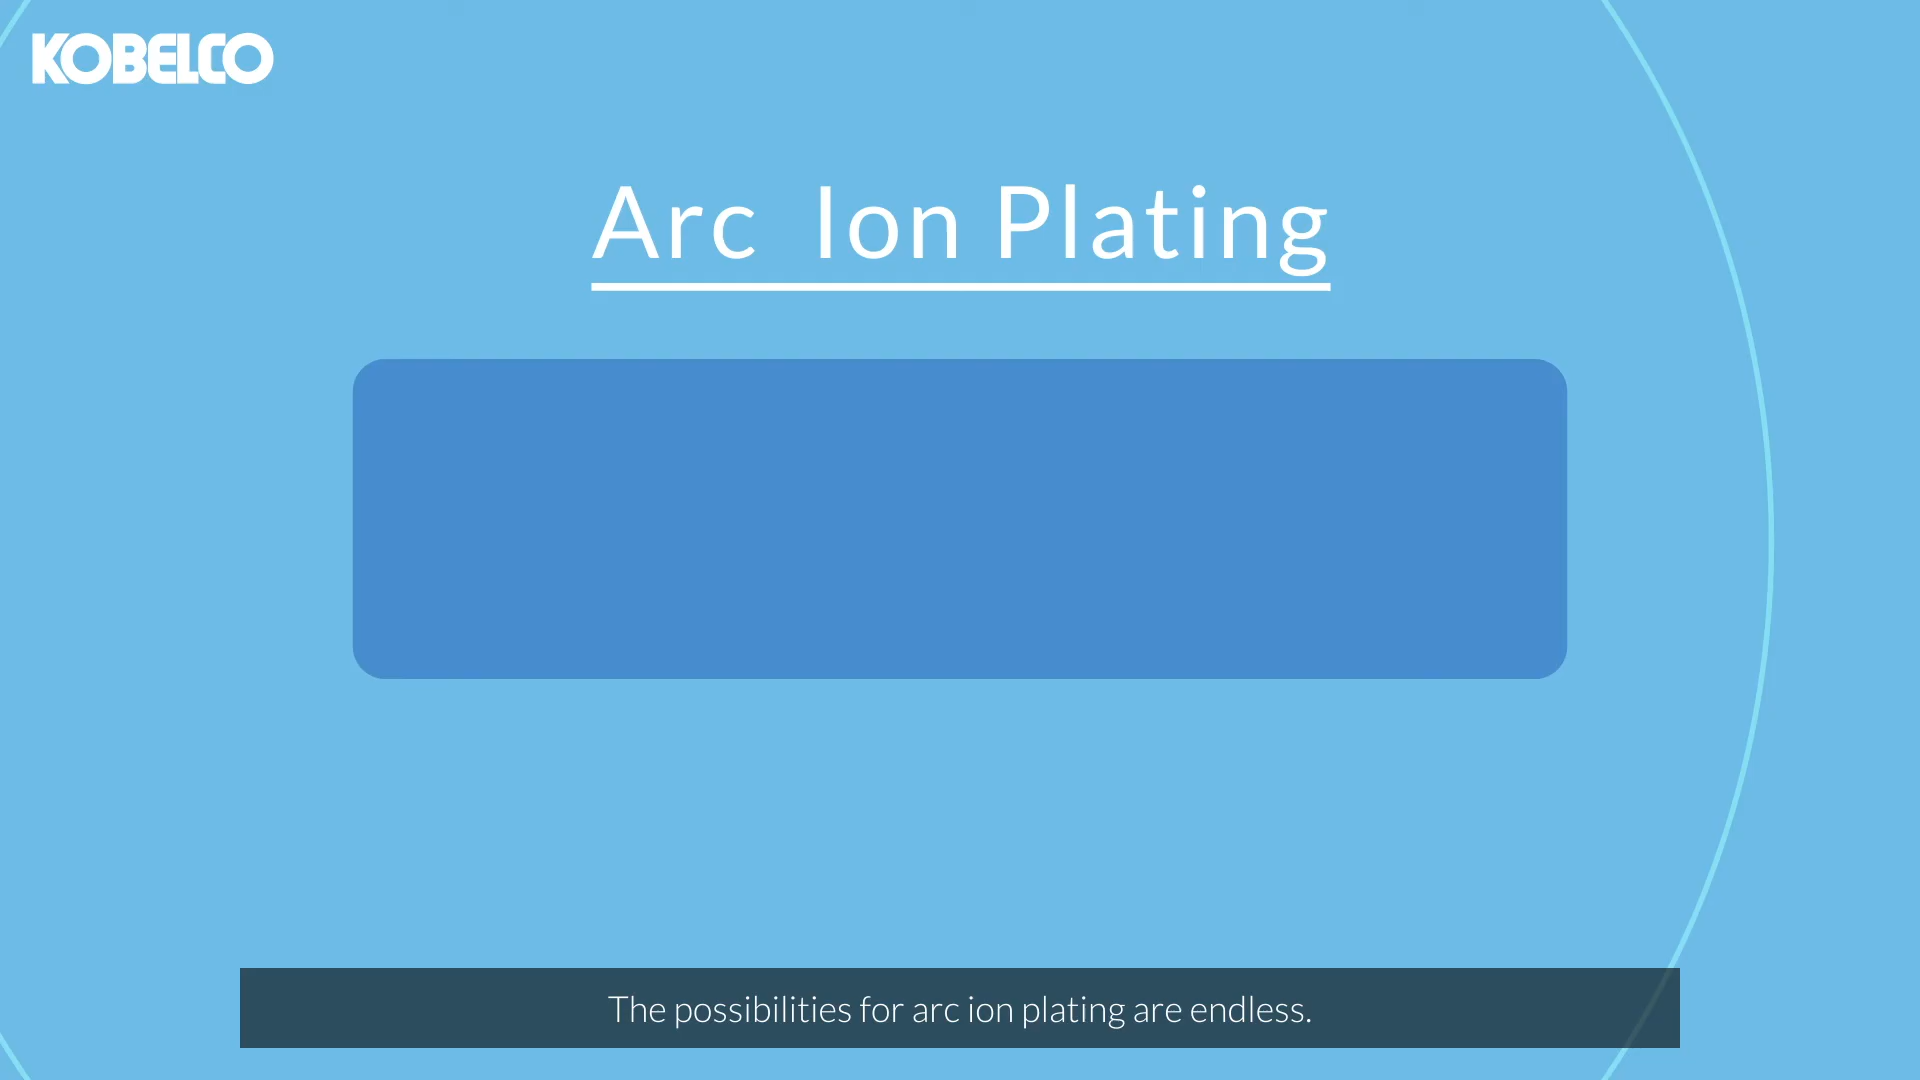 KOBELCO
Arc Ion Plating
The possibilities for arc ion plating are endless.